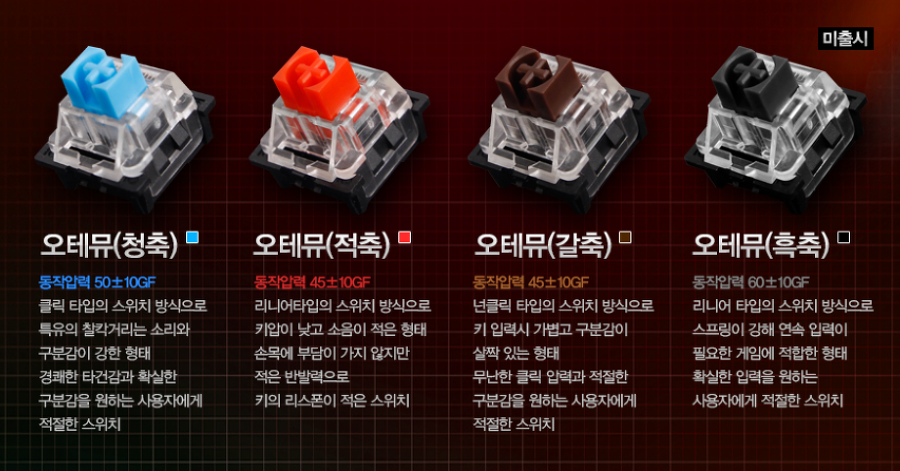 미출시
오테뮤(청축)
동작압력 50±10GF
클릭 타입의 스위치 방식으로
특유의 찰칵거리는 소리와
구분감이 강한 형태
경쾌한 타건감과 확실한
구분감을 원하는 사용자에게
적절한 스위치
오테뮤(적축)
동작압력 45±10GF
리니어타입의 스위치 방식으로
키압이 낮고 소음이 적은 형태
손목에 부담이 가지 않지만
적은 반발력으로
키의 리스폰이 적은 스위치
오테뮤(갈축)
동작압력 45±10GF
넌클릭 타입의 스위치 방식으로
키 입력시 가볍고 구분감이
살짝 있는 형태
무난한 클릭 압력과 적절한
구분감을 원하는 사용자에게
적절한 스위치
오테뮤(흑축)
동작압력 60±10GF
리니어 타입의 스위치 방식으로
스프링이 강해 연속 입력이
필요한 게임에 적합한 형태
확실한 입력을 원하는
사용자에게 적절한 스위치